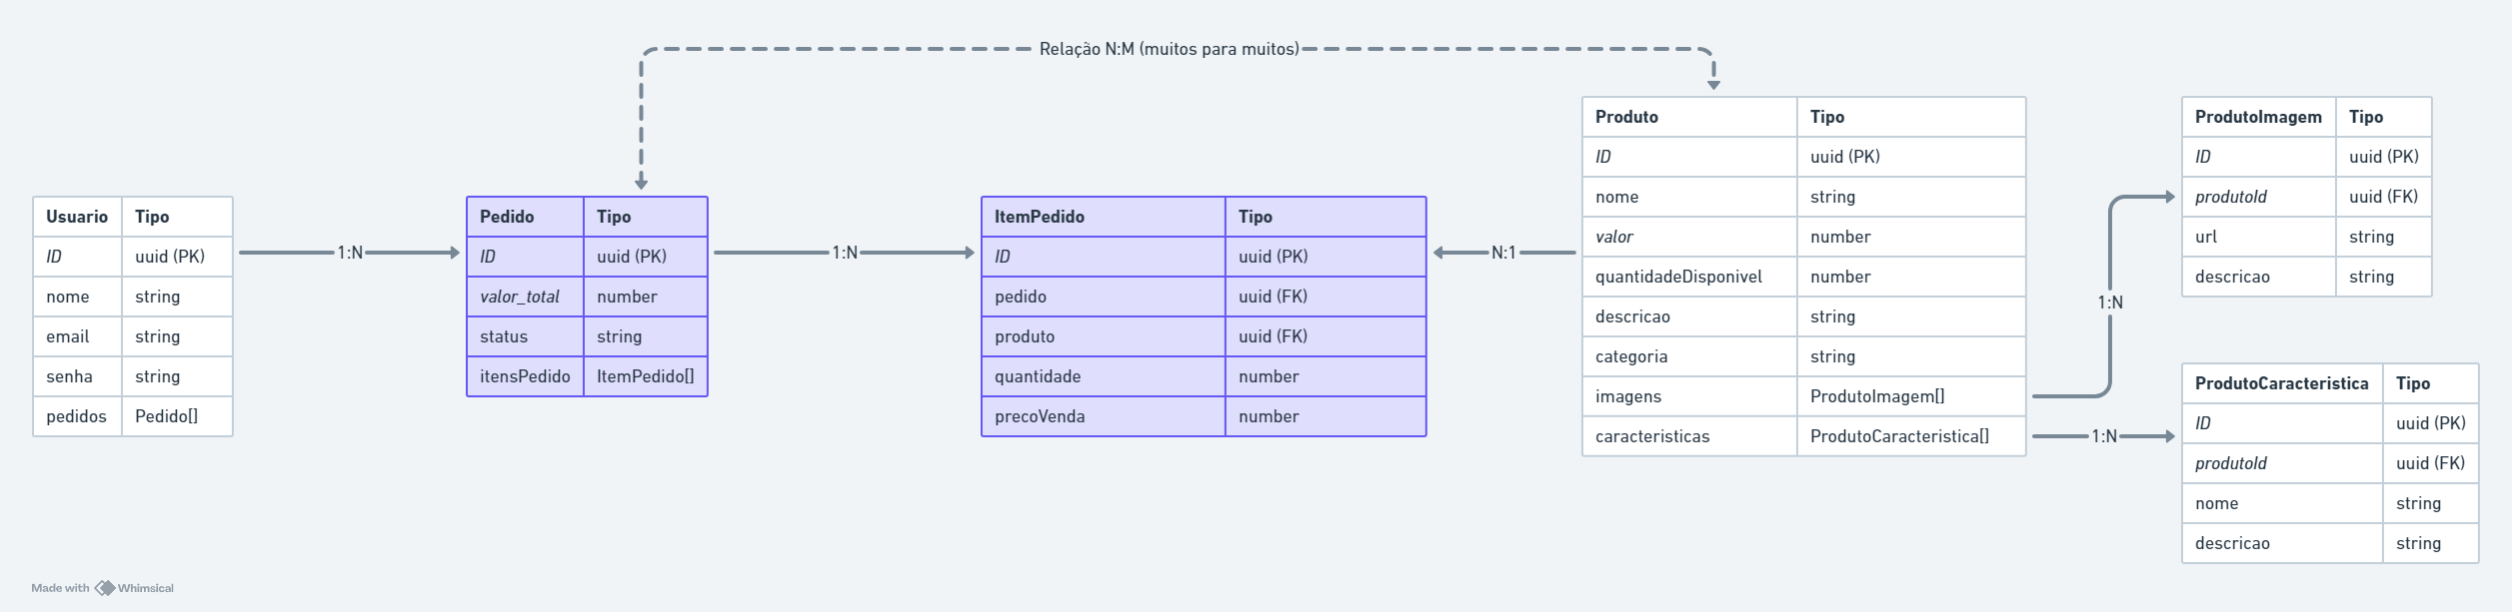 Relação N:M (muitos para muitos)
Usuario Tipo
ID uuid (PK)
nome string
email string
senha string
pedidos Pedido[]
1:N
Pedido Tipo
ID uuid (PK)
valor_total number
status string
itensPedido ItemPedido[]
1:N
ItemPedido Tipo
ID uuid (PK)
pedido uuid (FK)
produto uuid (FK)
quantidade number
precoVenda number
N:1
Produto Tipo
ID uuid (PK)
nome string
valor number
quantidadeDisponivel number
descricao string
categoria string
imagens ProdutoImagem[]
caracteristicas ProdutoCaracteristica[]
1:N
1:N
ProdutoImagem Tipo
ID uuid (PK)
produtoId uuid (FK)
url string
descricao string
ProdutoCaracteristica Tipo
ID uuid (PK)
produtoId uuid (FK)
nome string
descricao string
Made with Whimsical